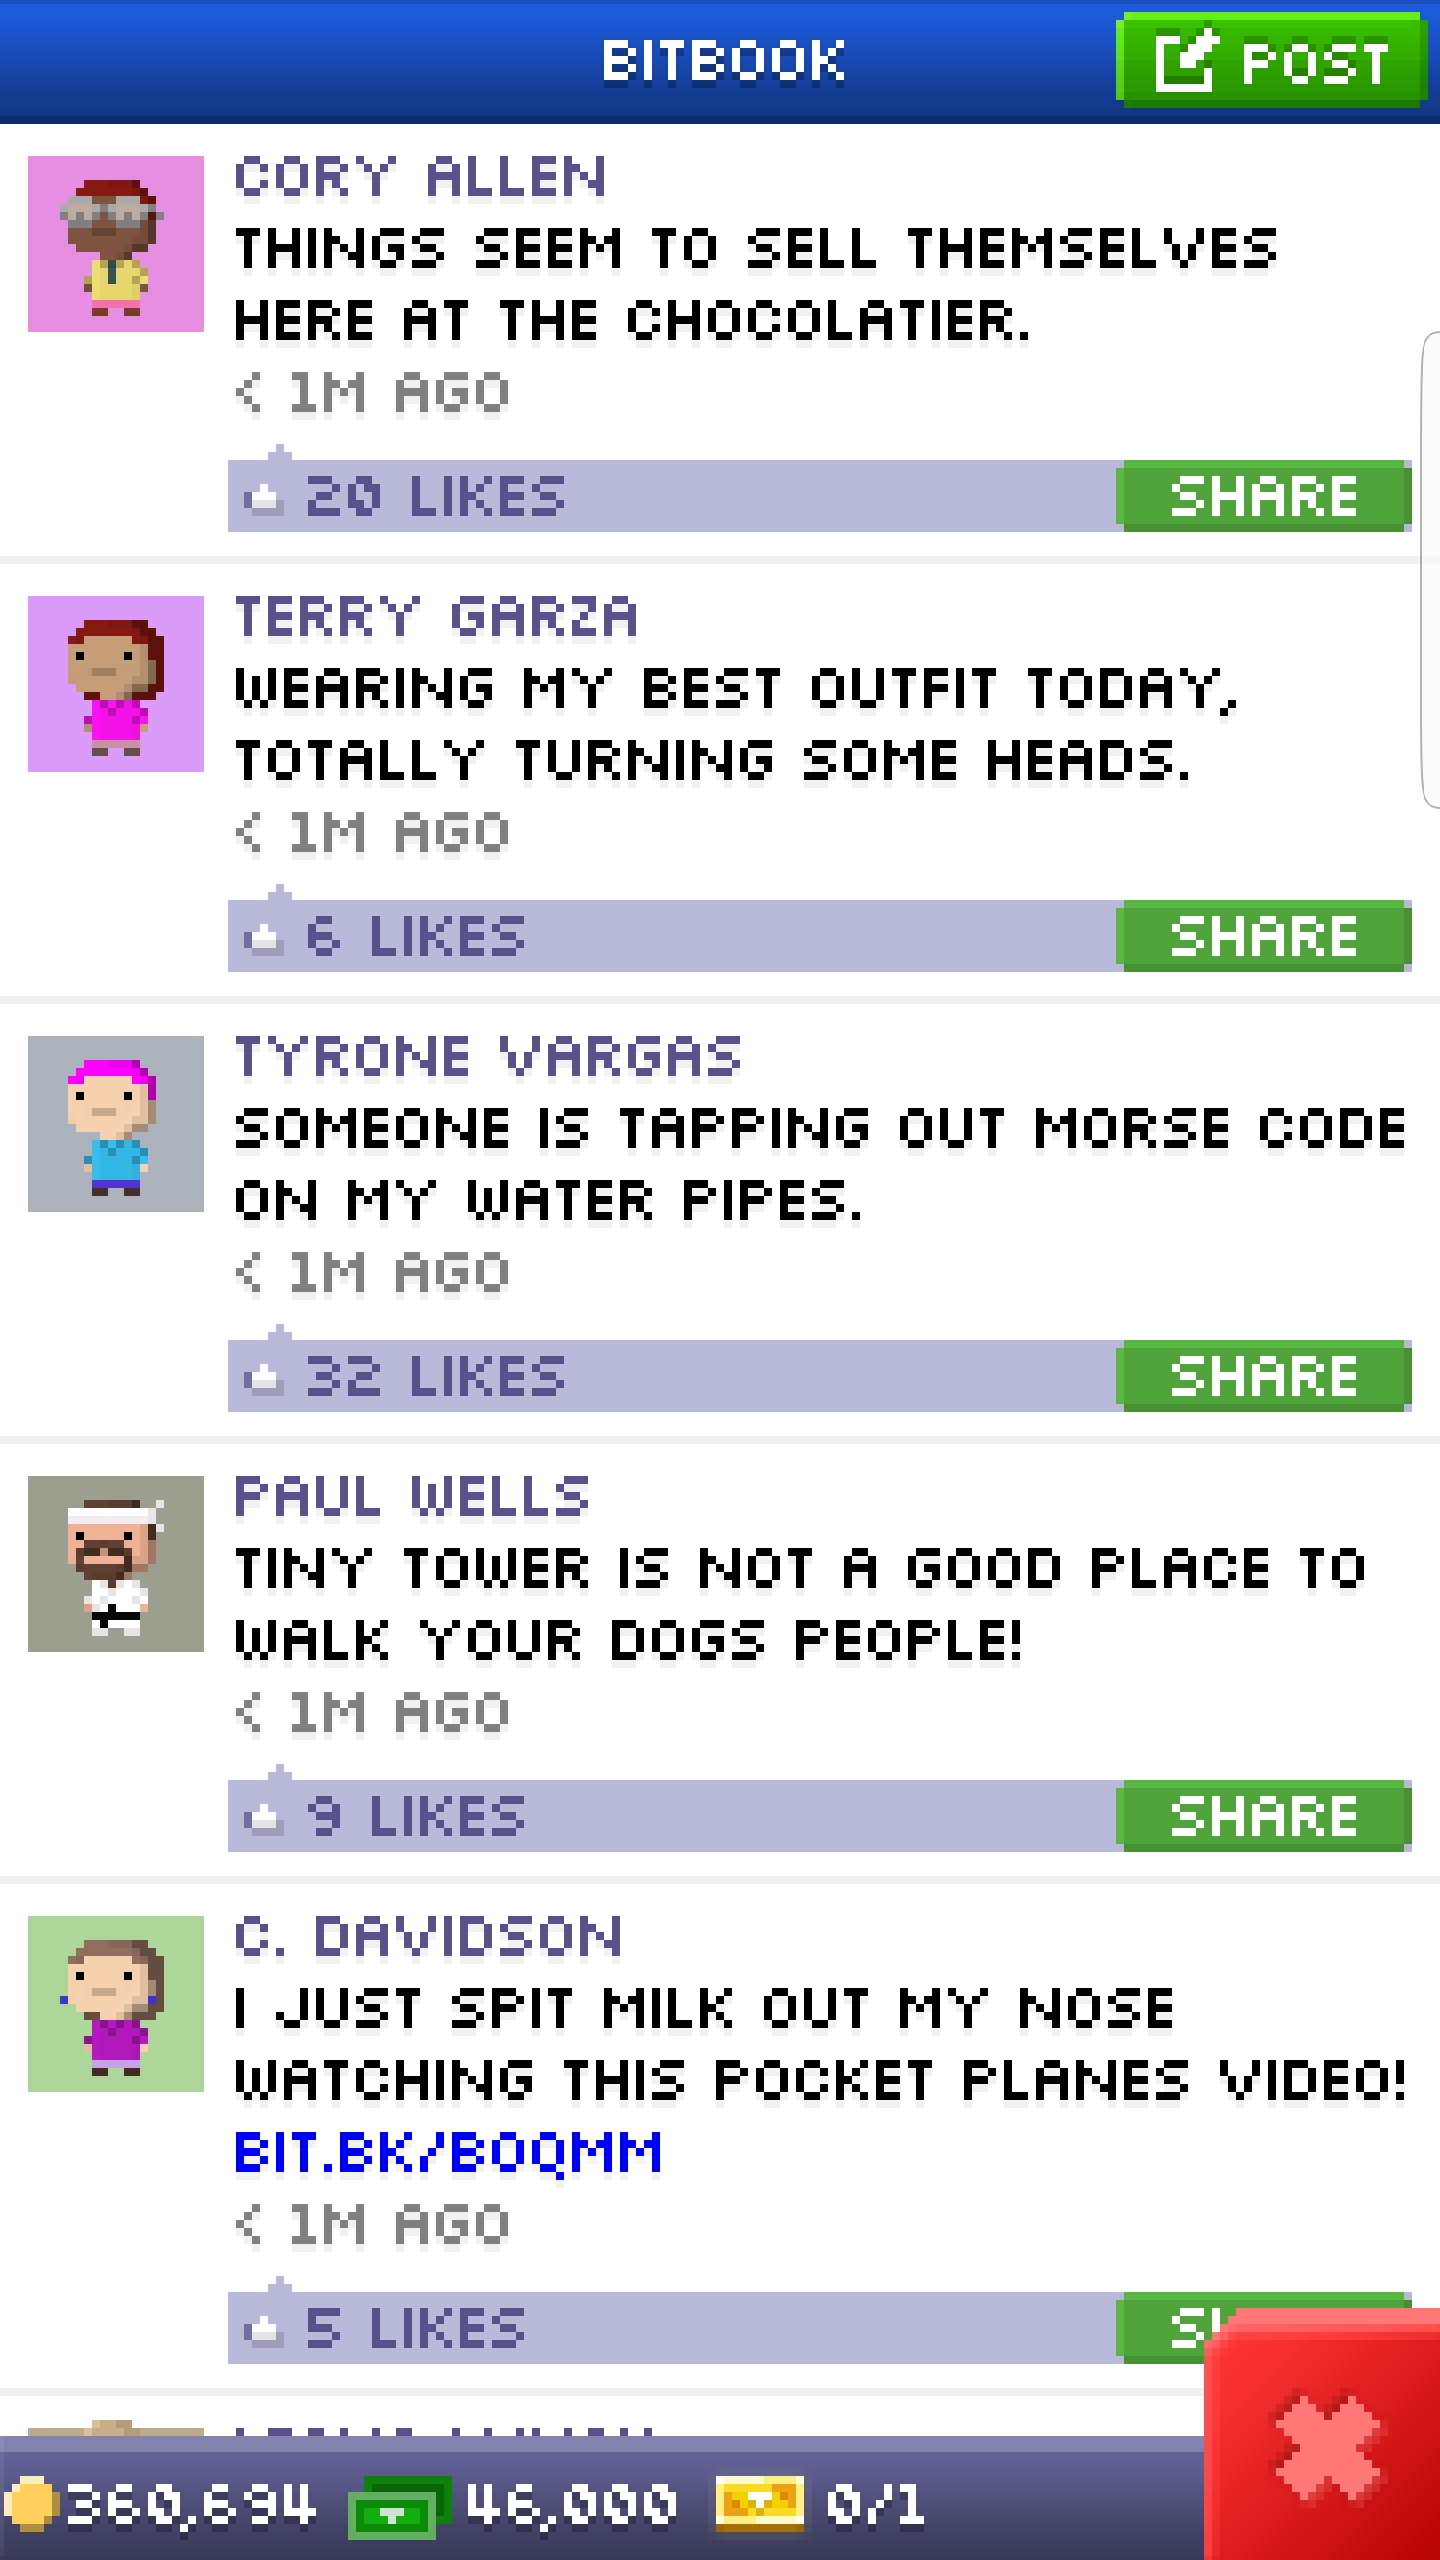 BITBOOK
POST
CORY ALLEN
THINGS SEEM TO SELL THEMSELVES
HERE AT THE CHOCOLATIER.
< 1M AGO
20 LIKES
SHARE
TERRY GARZA
WEARING MY BEST OUTFIT TODAY,
TOTALLY TURNING SOME HEADS.
< 1M AGO
6 LIKES
SHARE
TYRONE VARGAS
SOMEONE IS TAPPING OUT MORSE CODE
ON MY WATER PIPES.
< 1M AGO
32 LIKES
SHARE
PAUL WELLS
TINY TOWER IS NOT A GOOD PLACE TO
WALK YOUR DOGS PEOPLE!
< 1M AGO
9 LIKES
SHARE
C. DAVIDSON
I JUST SPIT MILK OUT MY NOSE
WATCHING THIS POCKET PLANES VIDEO!
BIT.BK/BOQMM
< 1M AGO
5 LIKES
360,694
46,000
0/1